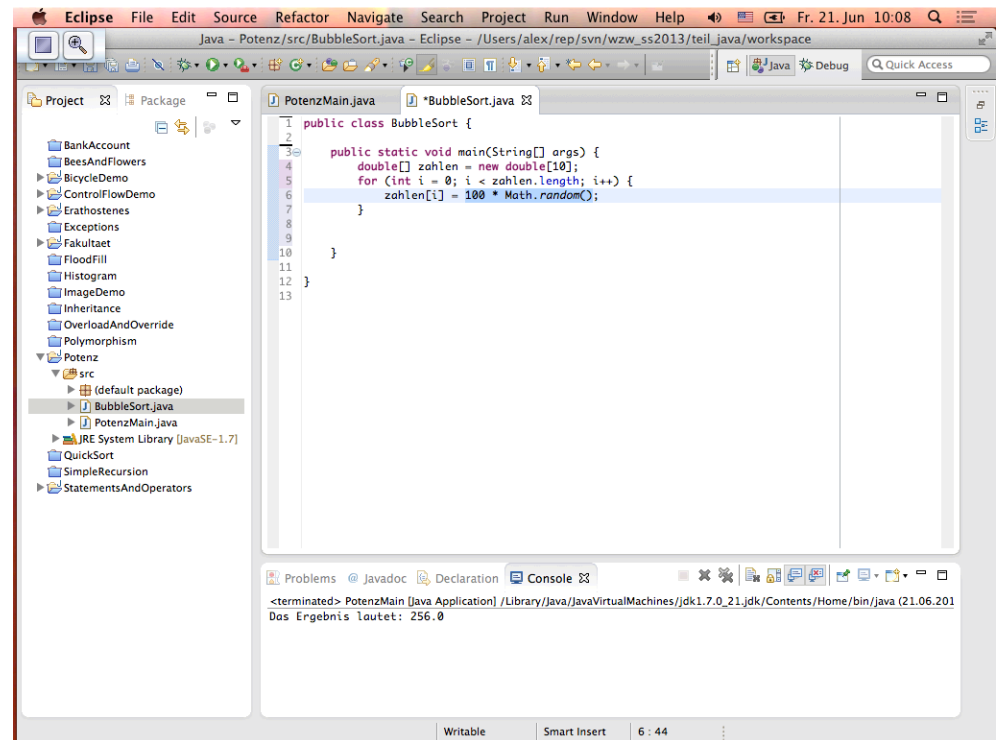 Eclipse File Edit Source Refactor Navigate Search Project Run Window Help Fr. 21. Jun 10:08
Java – Potenz/src/BubbleSort.java – Eclipse – /Users/alex/rep/svn/wzw_ss2013/teil_java/workspace
Java Debug Quick Access
Project Package
BankAccount
BeesAndFlowers
BicycleDemo
ControlFlowDemo
Erathostenes
Exceptions
Fakultaet
FloodFill
Histogram
ImageDemo
Inheritance
OverloadAndOverride
Polymorphism
Potenz
src
(default package)
BubbleSort.java
PotenzMain.java
JRE System Library [JavaSE-1.7]
QuickSort
SimpleRecursion
StatementsAndOperators
PotenzMain.java *BubbleSort.java
1 public class BubbleSort {
2
3 public static void main(String[] args) {
4 double[] zahlen = new double[10];
5 for (int i = 0; i < zahlen.length; i++) {
6 zahlen[i] = 100 * Math.random();
7 }
8
9
10 }
11
12 }
13
Problems @ Javadoc Declaration Console
<terminated> PotenzMain [Java Application] /Library/Java/JavaVirtualMachines/jdk1.7.0_21.jdk/Contents/Home/bin/java (21.06.201
Das Ergebnis lautet: 256.0
Writable Smart Insert 6 : 44